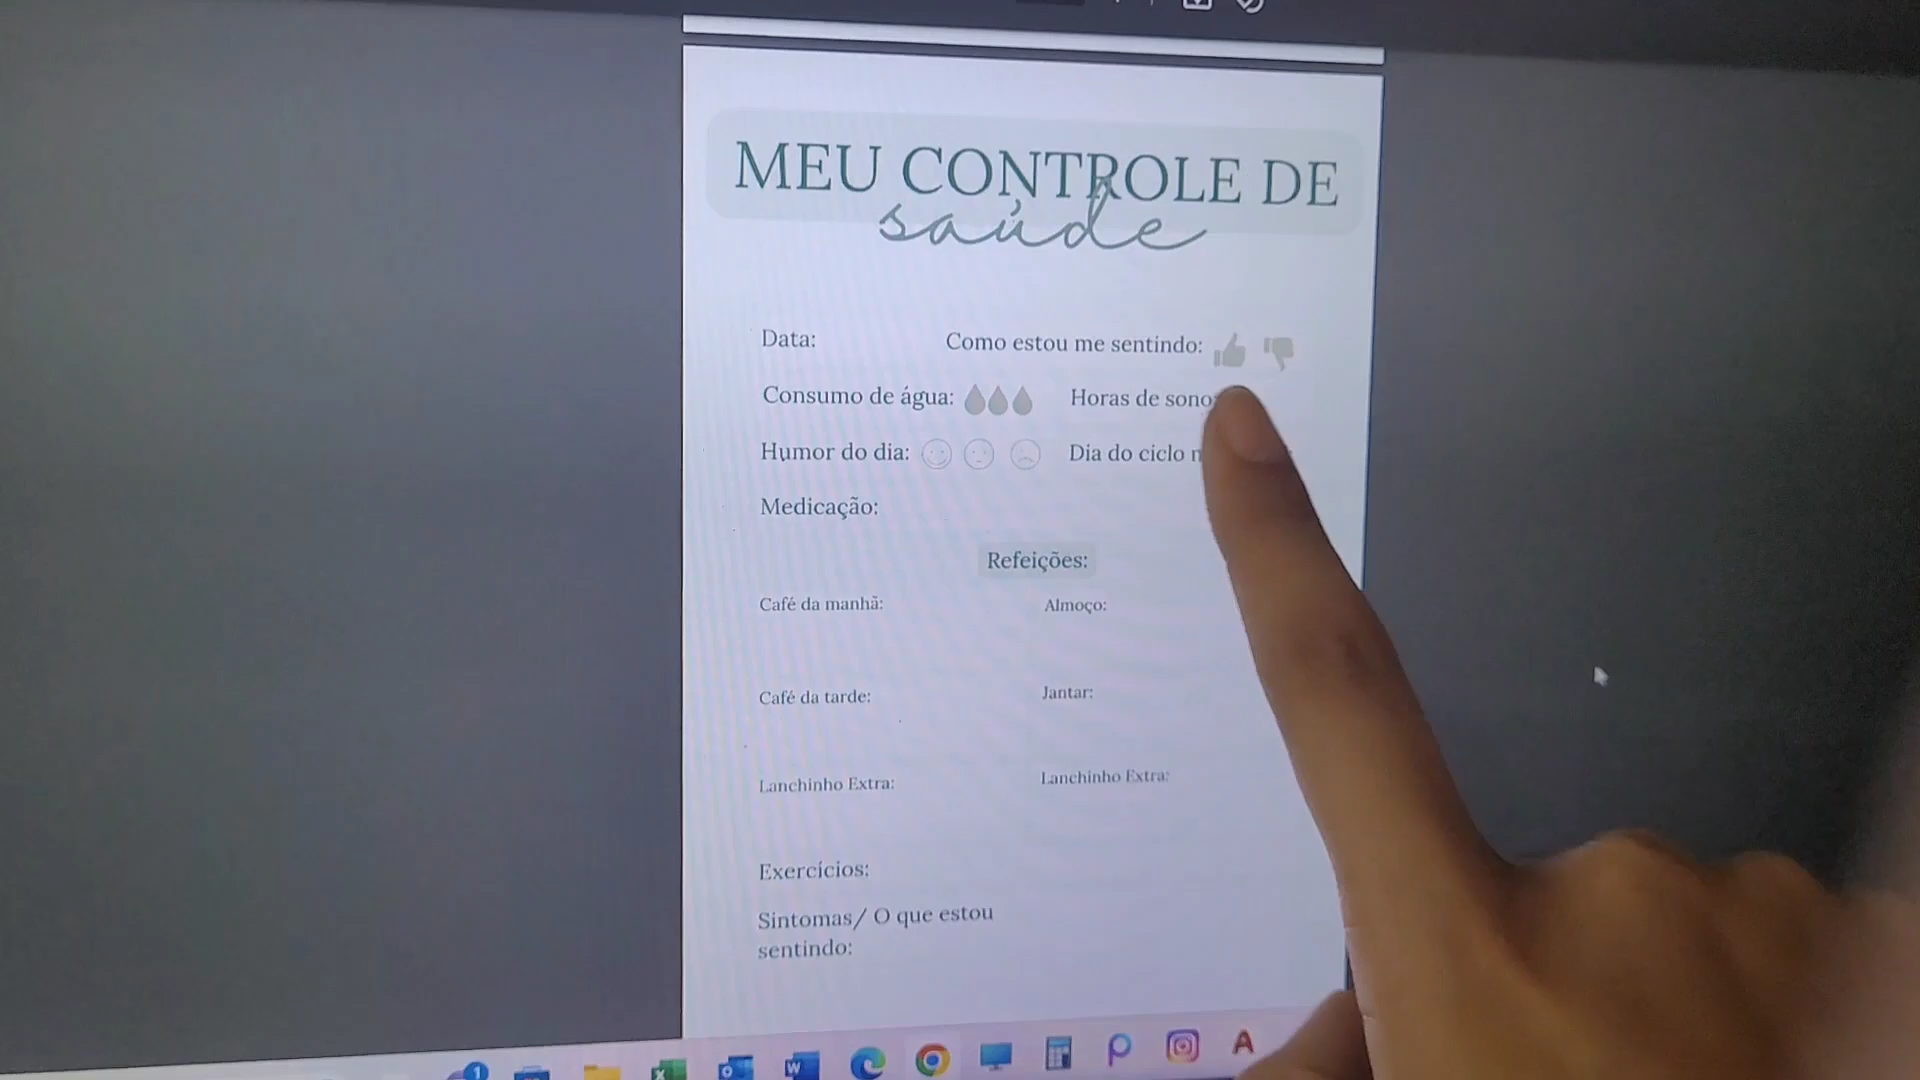 MEU CONTROLE DE
saúde
Data:
Como estou me sentindo:
Consumo de água:
Horas de sono
Humor do dia:
Dia do ciclo
Medicação:
Refeições:
Café da manhã:
Almoço:
Café da tarde:
Jantar:
Lanchinho Extra:
Lanchinho Extra:
Exercícios:
Sintomas/ O que estou
sentindo:
1